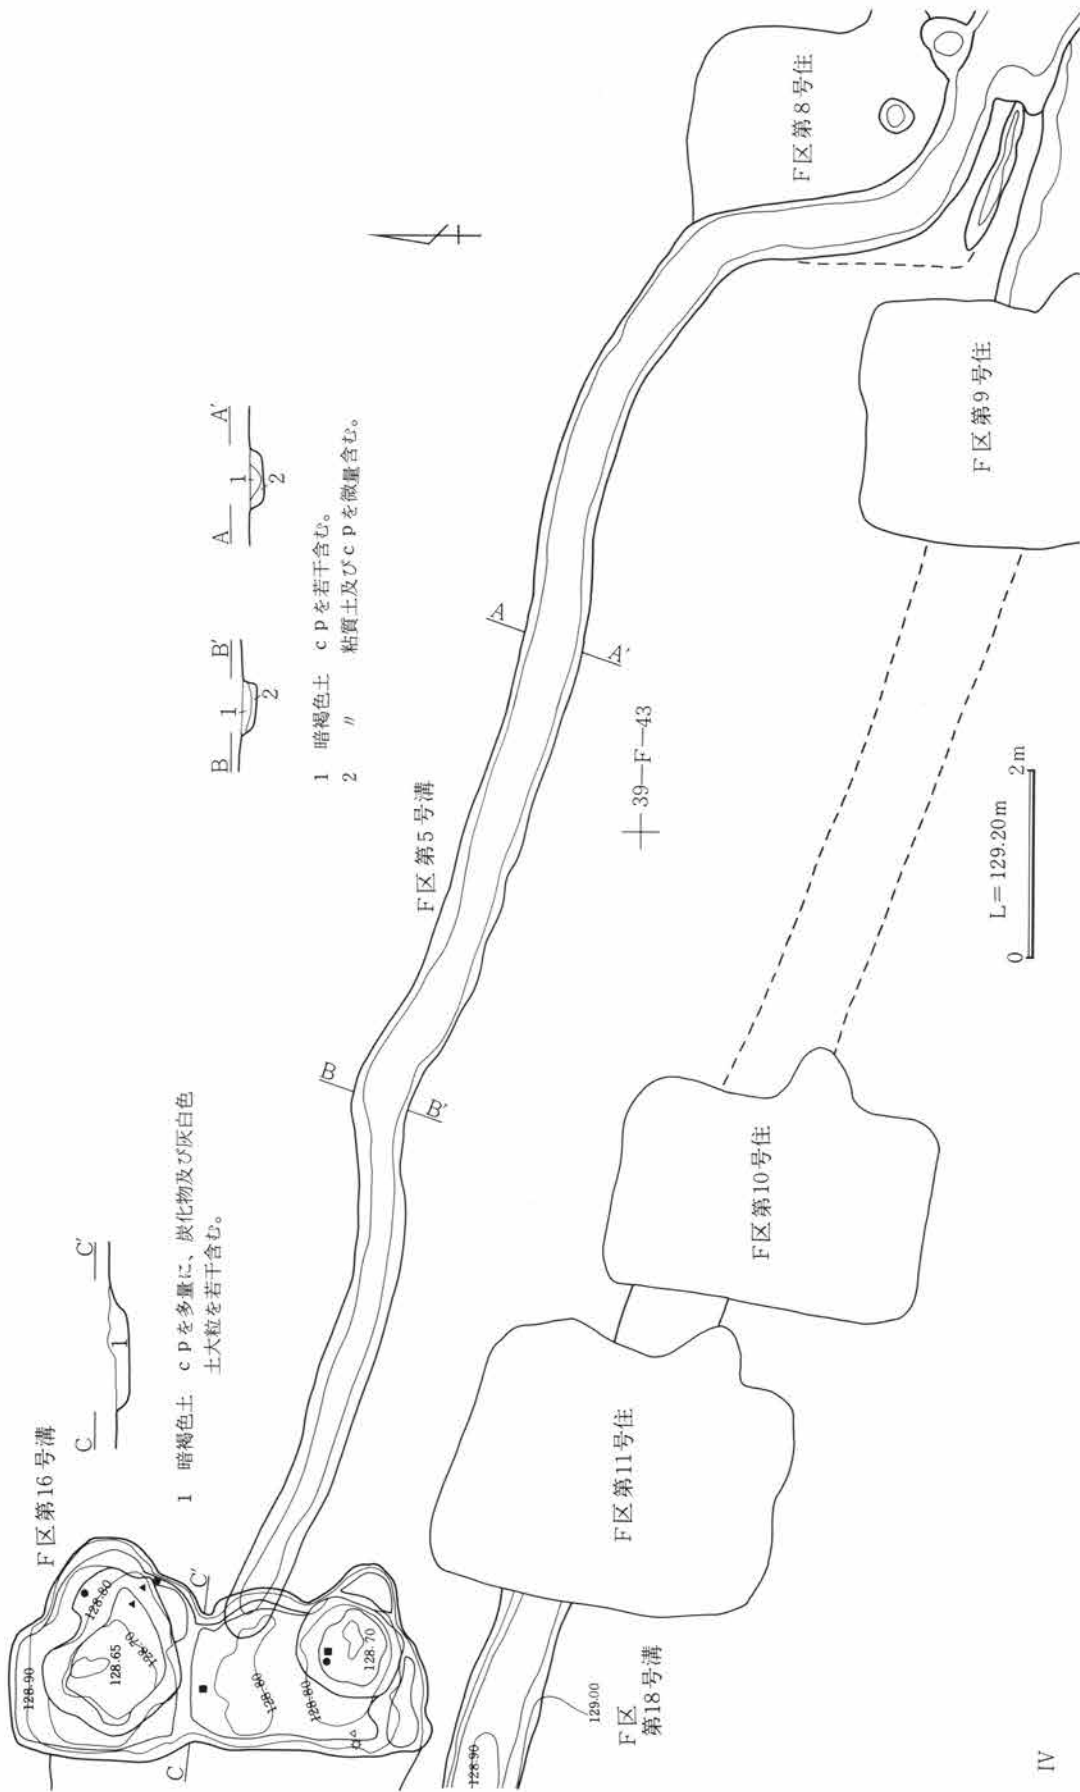 F区第16号溝
C
C′
1
1 暗褐色土 cpを多量に、炭化物及び灰白色
土大粒を若干含む。
B
B′
1
2
A
A′
1
2
1 暗褐色土 cpを若干含む。
2 〃 粘質土及びcpを微量含む。
128.90
128.80
128.70
128.65
C
C′
128.80
128.80
128.70
F区第5号溝
B
B′
A
A′
39-F-43
F区第8号住
F区第9号住
F区第10号住
F区第11号住
F区
第18号溝
128.90
129.00
L=129.20m
0
2m
IV